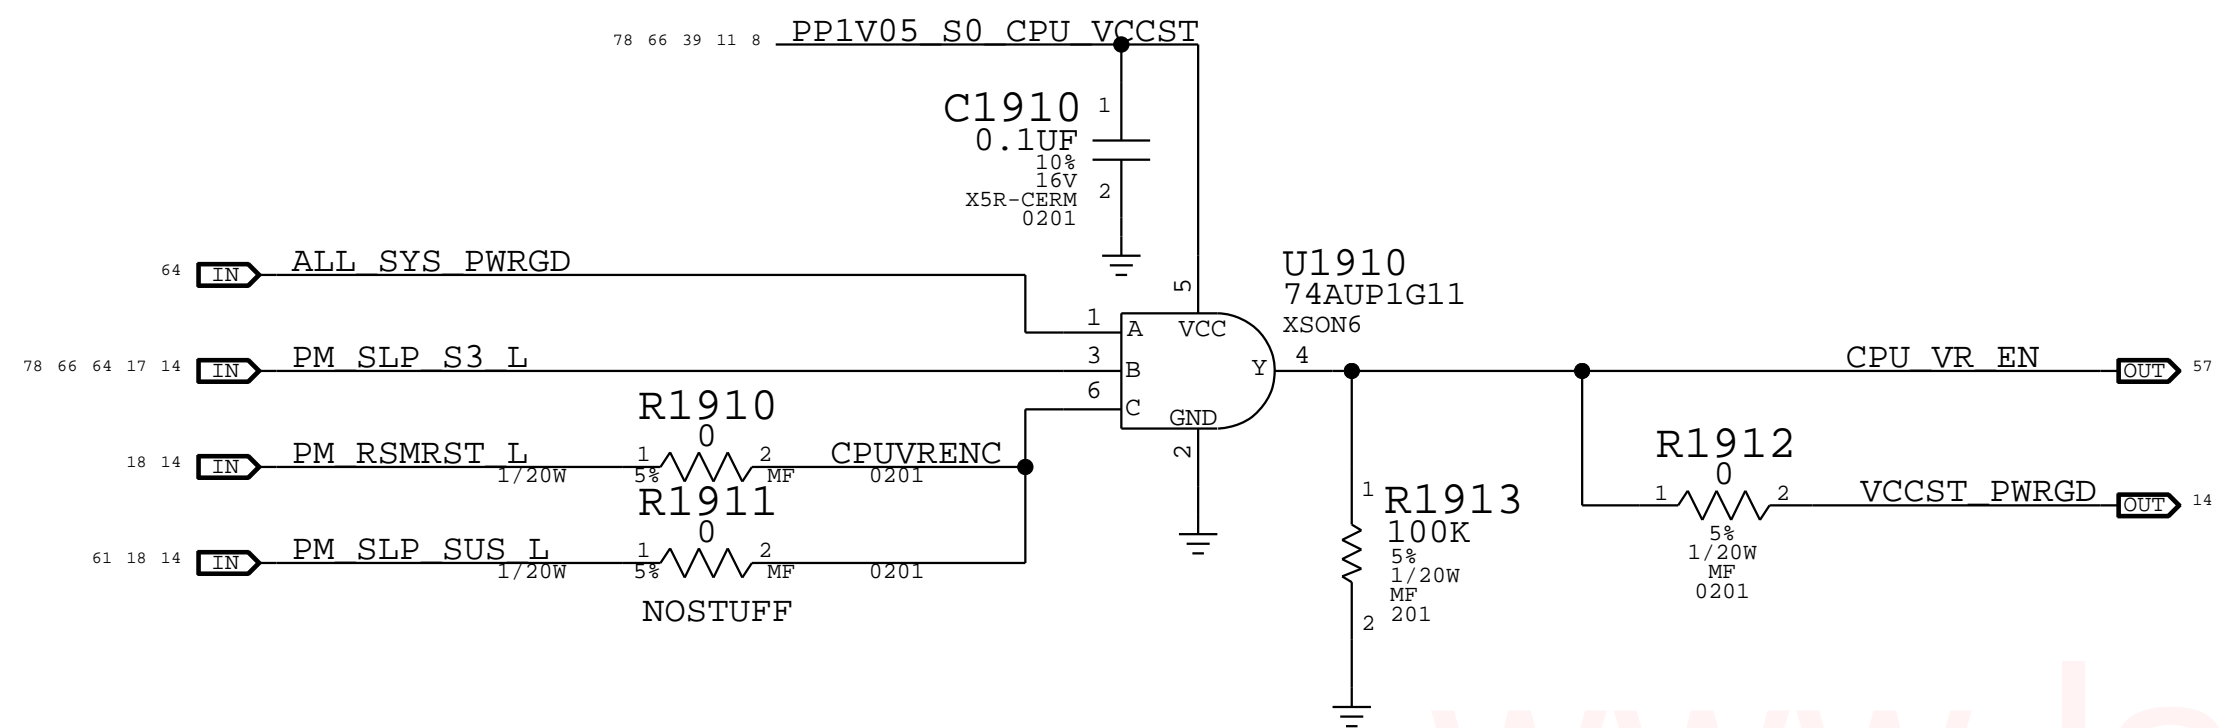 78 66 39 11 8 PP1V05_S0_CPU_VCCST
C1910 1
0.1UF
10%
16V
X5R-CERM 2
0201
64 IN ALL_SYS_PWRGD
U1910
74AUP1G11
XSON6
5
1 A VCC
78 66 64 17 14 IN PM_SLP_S3_L 3 B Y 4 CPU_VR_EN OUT 57
6 C
GND
2
R1910
0
18 14 IN PM_RSMRST_L 1 2 CPUVRENC
1/20W 5% MF 0201
R1911
0
61 18 14 IN PM_SLP_SUS_L 1 2
1/20W 5% MF 0201
NOSTUFF
1 R1913
100K
5%
1/20W
MF
201
2
R1912
0
1 2 VCCST_PWRGD OUT 14
5%
1/20W
MF
0201